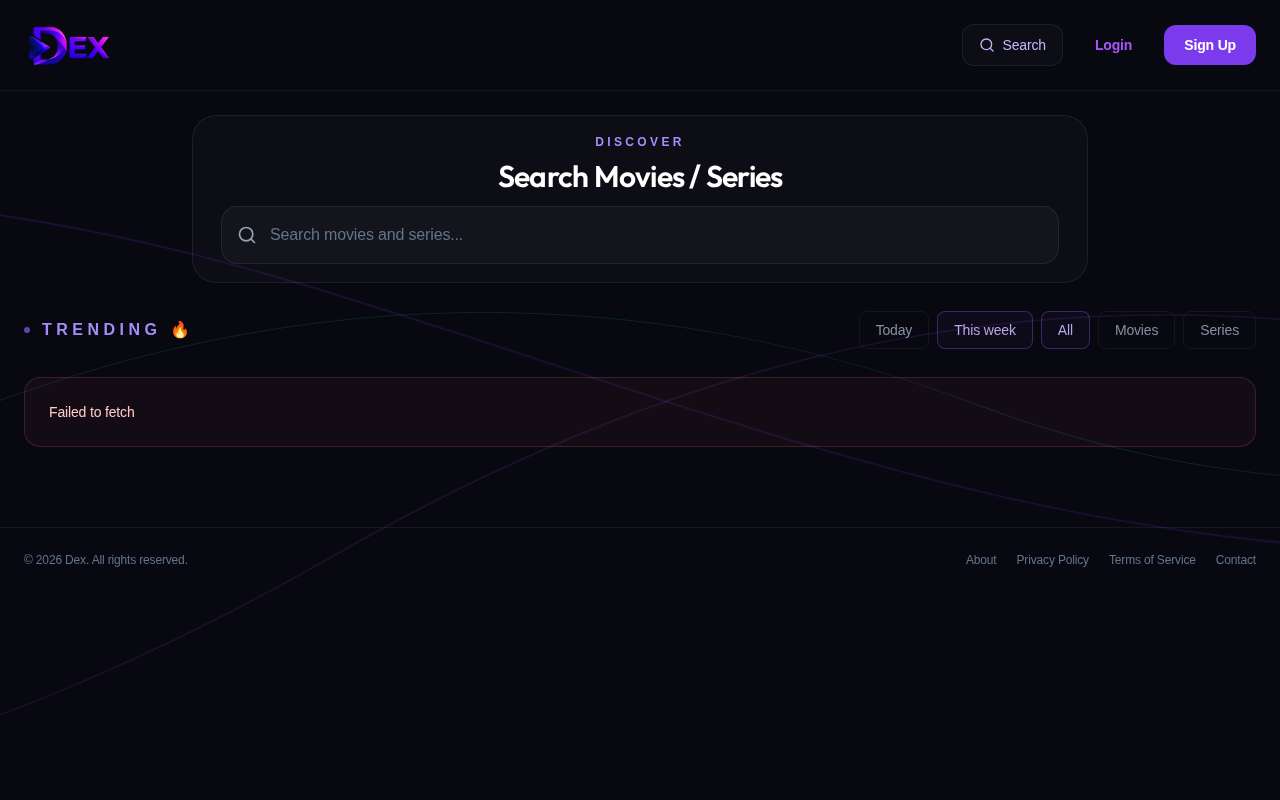 DEX
Search
Login
Sign Up
DISCOVER
Search Movies / Series
Search movies and series...
TRENDING 🔥
Today
This week
All
Movies
Series
Failed to fetch
© 2026 Dex. All rights reserved.
About
Privacy Policy
Terms of Service
Contact